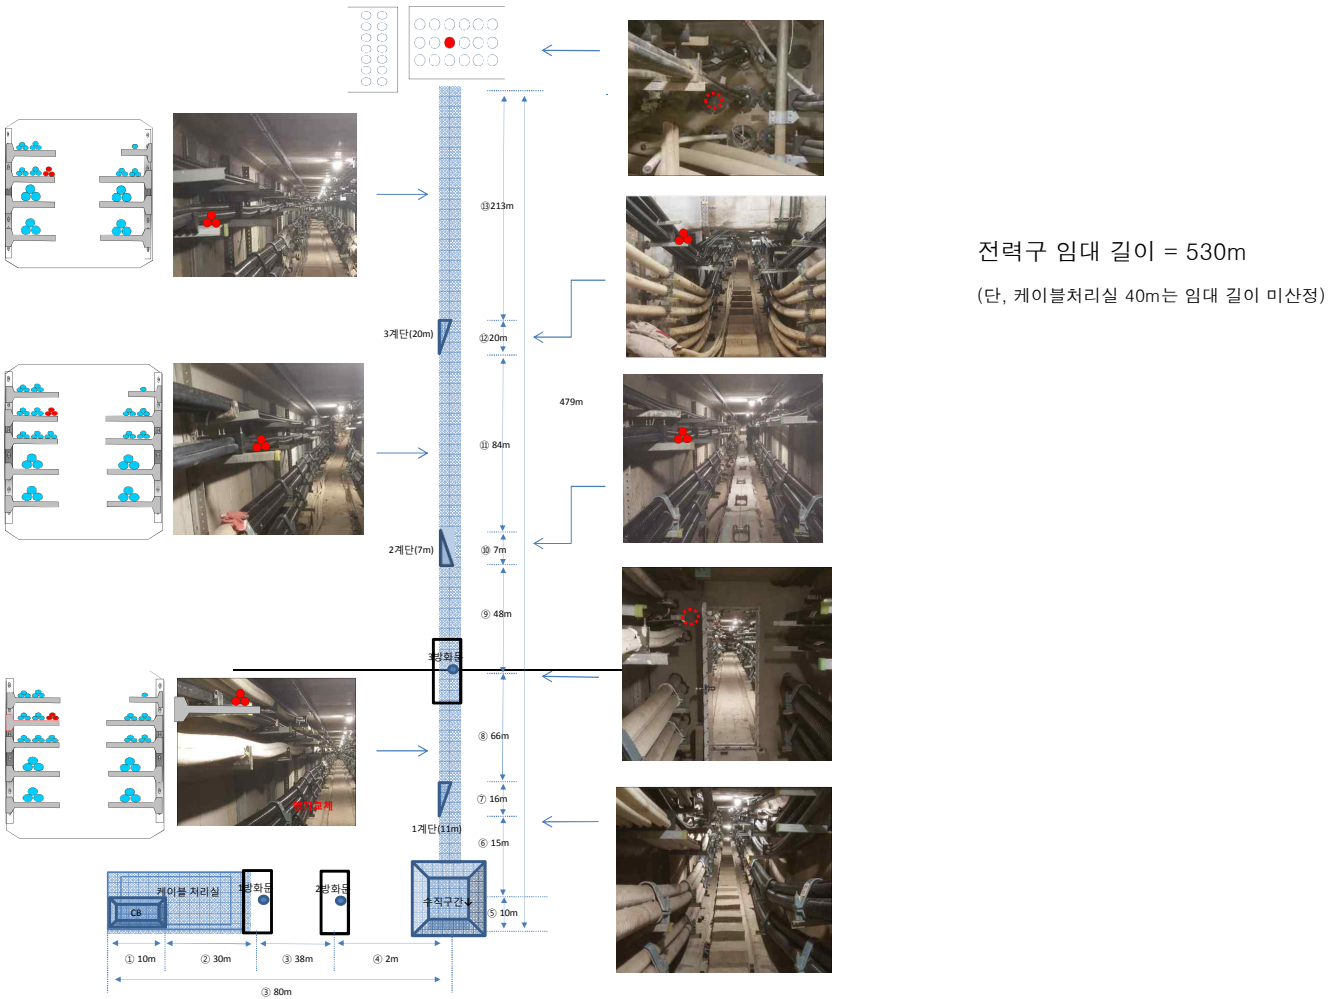 ⑬213m
전력구 임대 길이 = 530m
(단, 케이블처리실 40m는 임대 길이 미산정)
3계단(20m)
⑫20m
479m
⑪ 84m
2계단(7m)
⑩ 7m
⑨ 48m
3방화문
⑧ 66m
⑦ 16m
1계단(11m)
⑥ 15m
케이블 처리실
1방화문
2방화문
수직구간↓
CB
⑤ 10m
① 10m
② 30m
③ 38m
④ 2m
③ 80m